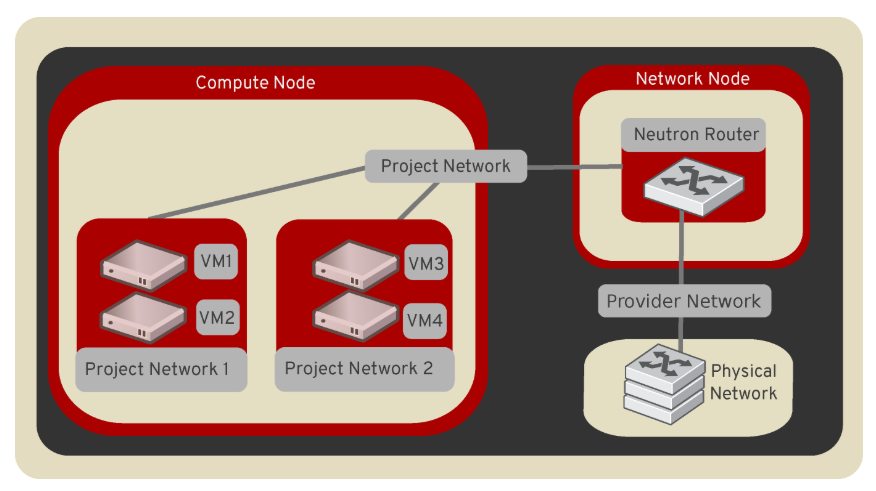 Compute Node
Network Node
Neutron Router
Project Network
VM1
VM2
VM3
VM4
Project Network 1
Project Network 2
Provider Network
Physical
Network